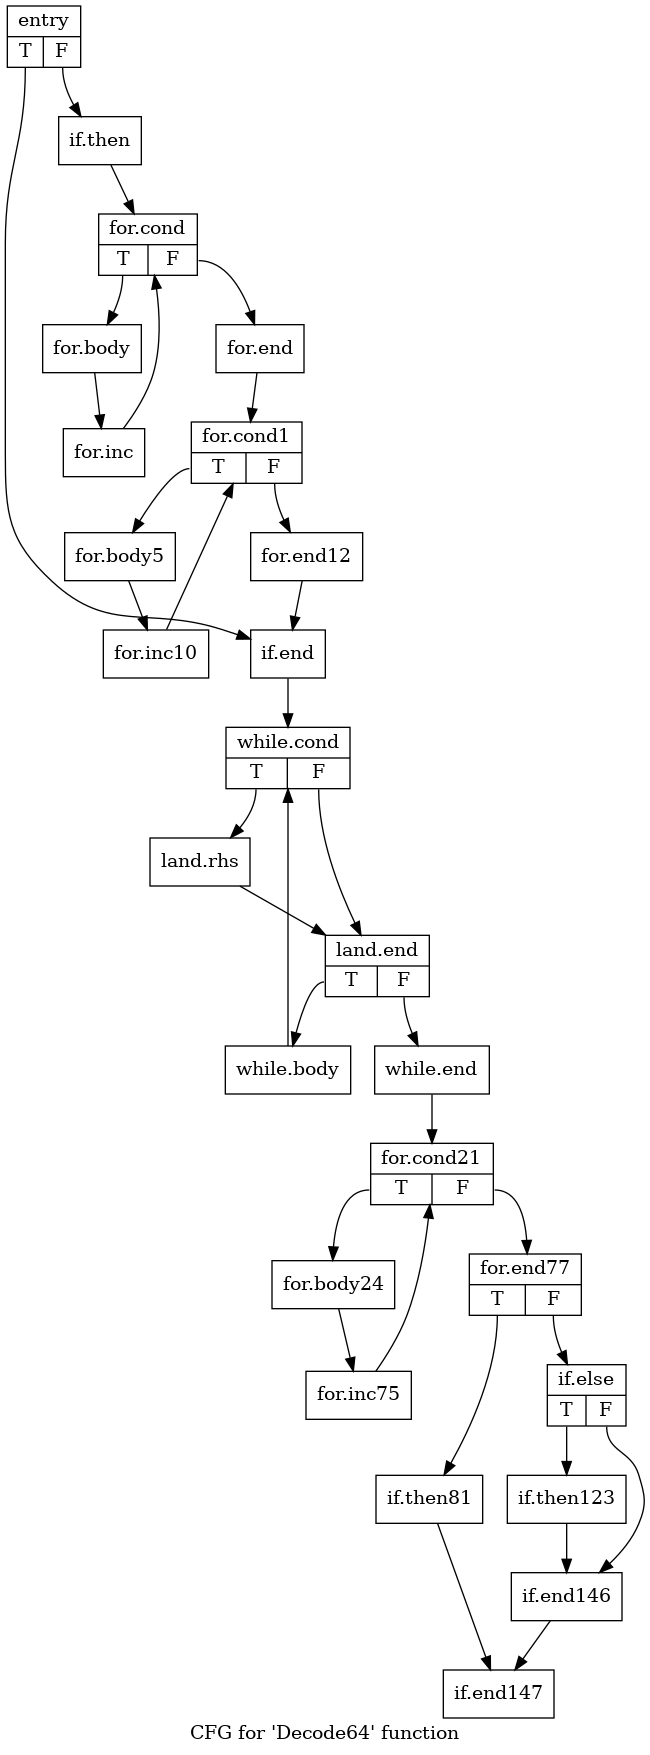 entry
T F
if.then
for.cond
T F
for.body for.end
for.cond1
for.inc
T F
for.body5 for.end12
for.inc10 if.end
while.cond
T F
land.rhs
land.end
T F
while.body while.end
for.cond21
T F
for.end77
for.body24
T F
if.else
for.inc75
T F
if.then81 if.then123
if.end146
if.end147
CFG for 'Decode64' function